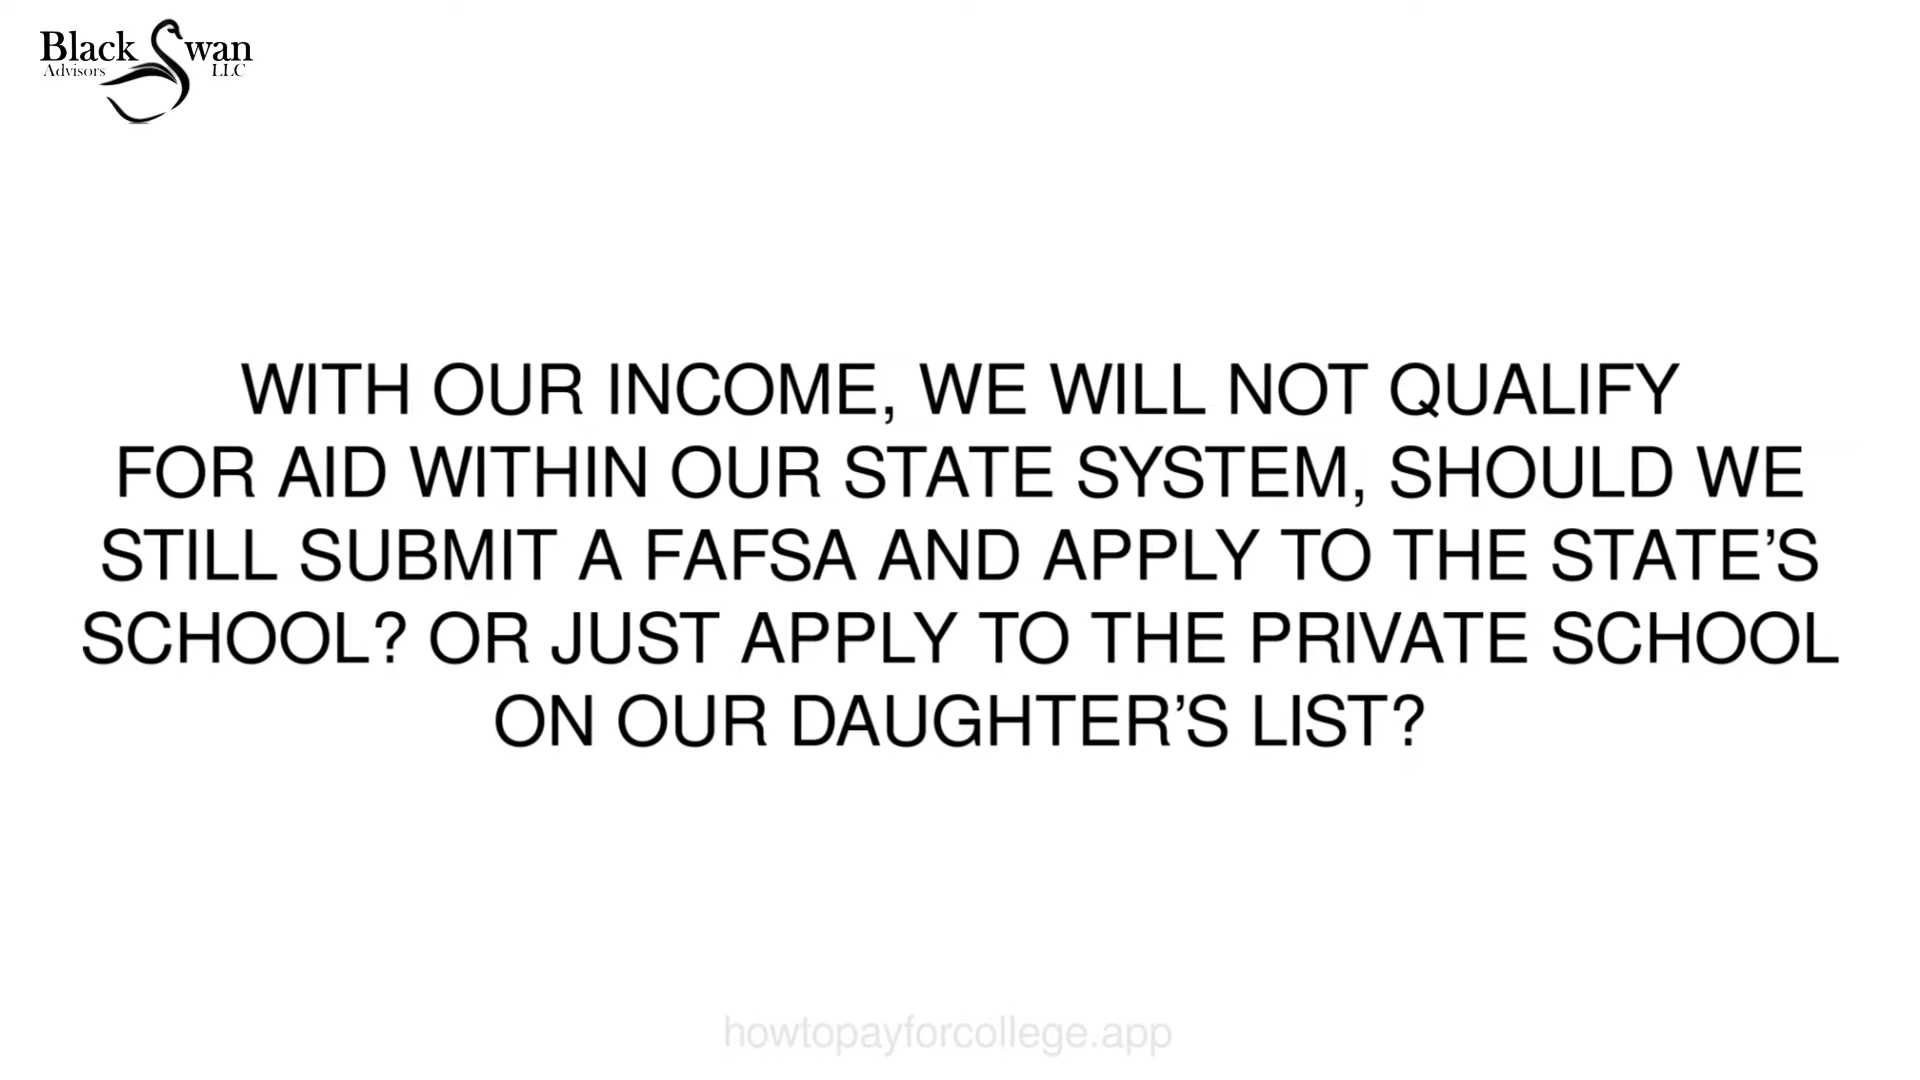 Black Swan
Advisors LLC
WITH OUR INCOME, WE WILL NOT QUALIFY
FOR AID WITHIN OUR STATE SYSTEM, SHOULD WE
STILL SUBMIT A FAFSA AND APPLY TO THE STATE’S
SCHOOL? OR JUST APPLY TO THE PRIVATE SCHOOL
ON OUR DAUGHTER’S LIST?
howtopayforcollege.app